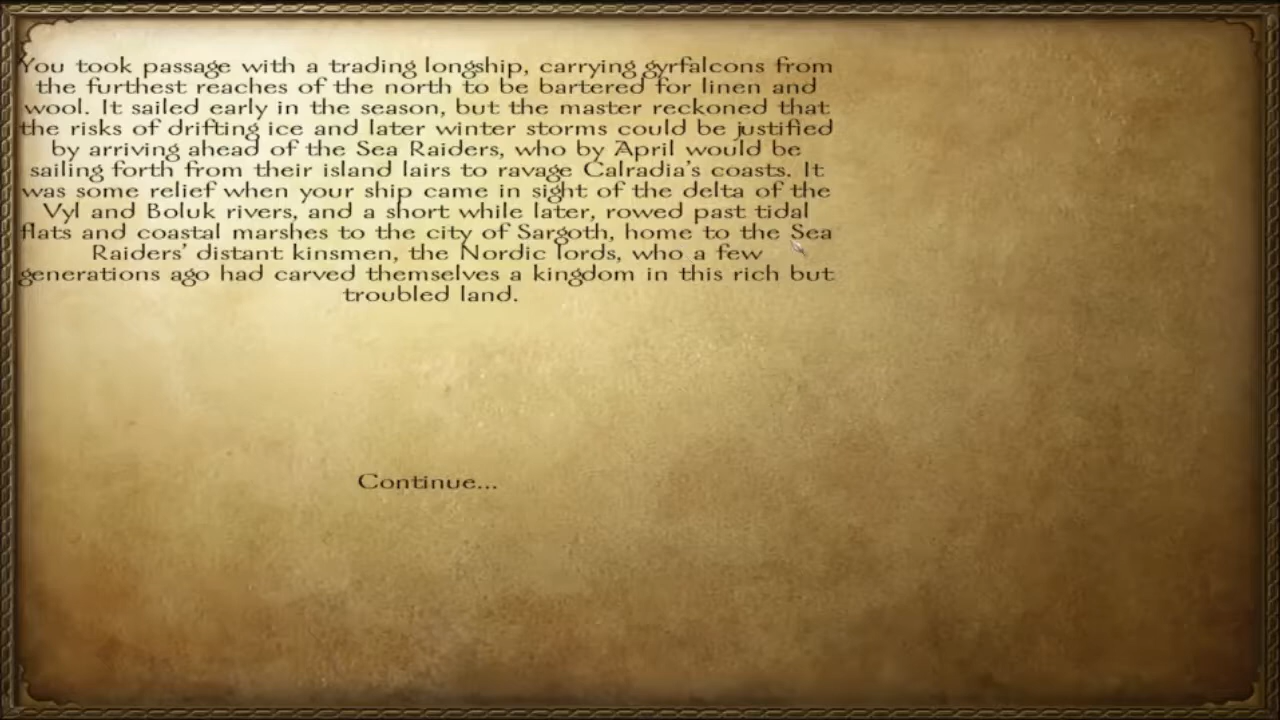 You took passage with a trading longship, carrying gyrfalcons from
the furthest reaches of the north to be bartered for linen and
wool. It sailed early in the season, but the master reckoned that
the risks of drifting ice and later winter storms could be justified
by arriving ahead of the Sea Raiders, who by April would be
sailing forth from their island lairs to ravage Calradia's coasts. It
was some relief when your ship came in sight of the delta of the
Vyl and Boluk rivers, and a short while later, rowed past tidal
flats and coastal marshes to the city of Sargoth, home to the Sea
Raiders' distant kinsmen, the Nordic lords, who a few
generations ago had carved themselves a kingdom in this rich but
troubled land.
Continue...